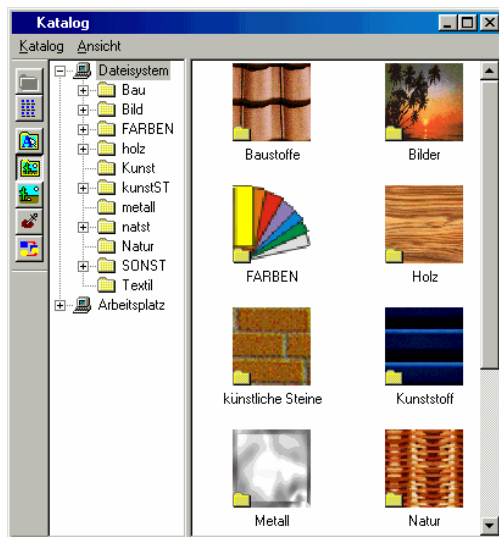 Katalog
Katalog Ansicht
Dateisystem
Bau
Bild
FARBEN
holz
Kunst
kunstST
metall
natst
Natur
SONST
Textil
Arbeitsplatz
Baustoffe
Bilder
FARBEN
Holz
künstliche Steine
Kunststoff
Metall
Natur